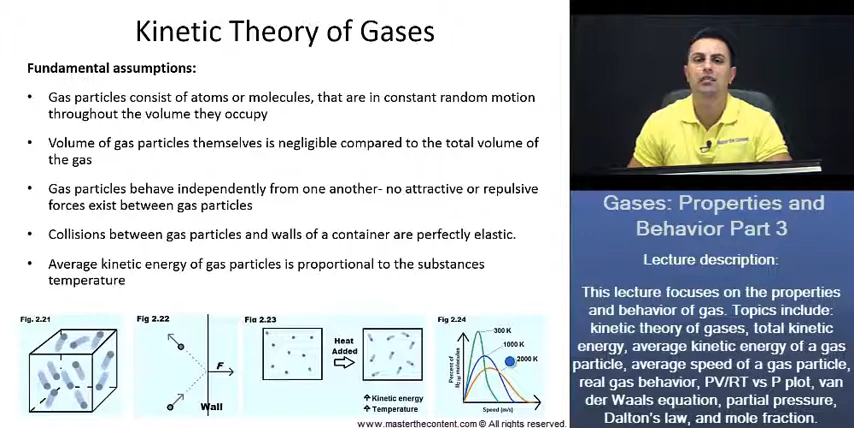 Kinetic Theory of Gases
Fundamental assumptions:
• Gas particles consist of atoms or molecules, that are in constant random motion
throughout the volume they occupy
• Volume of gas particles themselves is negligible compared to the total volume of
the gas
• Gas particles behave independently from one another- no attractive or repulsive
forces exist between gas particles
• Collisions between gas particles and walls of a container are perfectly elastic.
• Average kinetic energy of gas particles is proportional to the substances
temperature
Fig. 2.21
Fig 2.22
F
Wall
Fig 2.23
Heat
Added
Kinetic energy
Temperature
Fig. 2.24
300 K
1000 K
2000 K
Percent of
molecules
Speed (m/s)
www.masterthecontent.com © All rights reserved.
Gases: Properties and
Behavior Part 3
Lecture description:
This lecture focuses on the properties
and behavior of gas. Topics include:
kinetic theory of gases, total kinetic
energy, average kinetic energy of a gas
particle, average speed of a gas particle,
real gas behavior, PV/RT vs P plot, van
der Waals equation, partial pressure,
Dalton's law, and mole fraction.